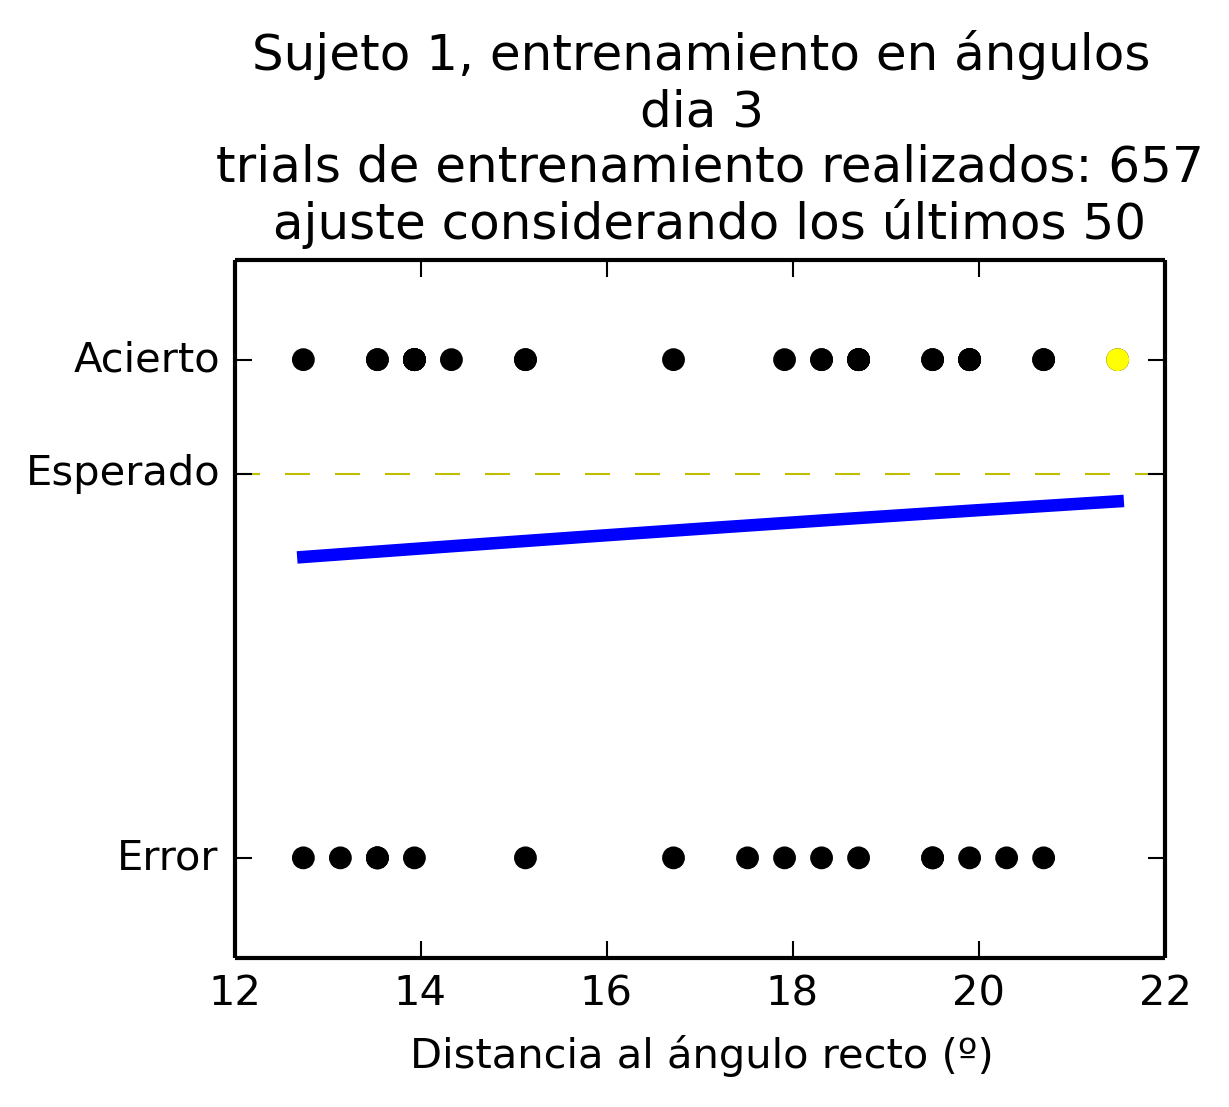 Sujeto 1, entrenamiento en ángulos
dia 3
trials de entrenamiento realizados: 657
ajuste considerando los últimos 50
Acierto
Esperado
Error
12 14 16 18 20 22
Distancia al ángulo recto (º)